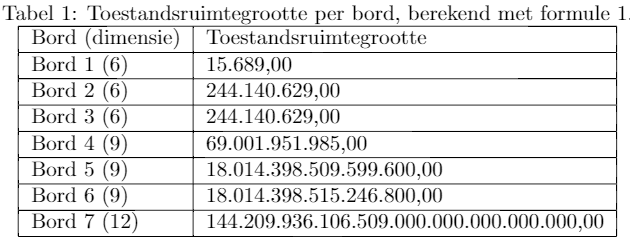 Tabel 1: Toestandsruimtegrootte per bord, berekend met formule 1.
Bord (dimensie) Toestandsruimtegrootte
Bord 1 (6) 15.689,00
Bord 2 (6) 244.140.629,00
Bord 3 (6) 244.140.629,00
Bord 4 (9) 69.001.951.985,00
Bord 5 (9) 18.014.398.509.599.600,00
Bord 6 (9) 18.014.398.515.246.800,00
Bord 7 (12) 144.209.936.106.509.000.000.000.000.000,00